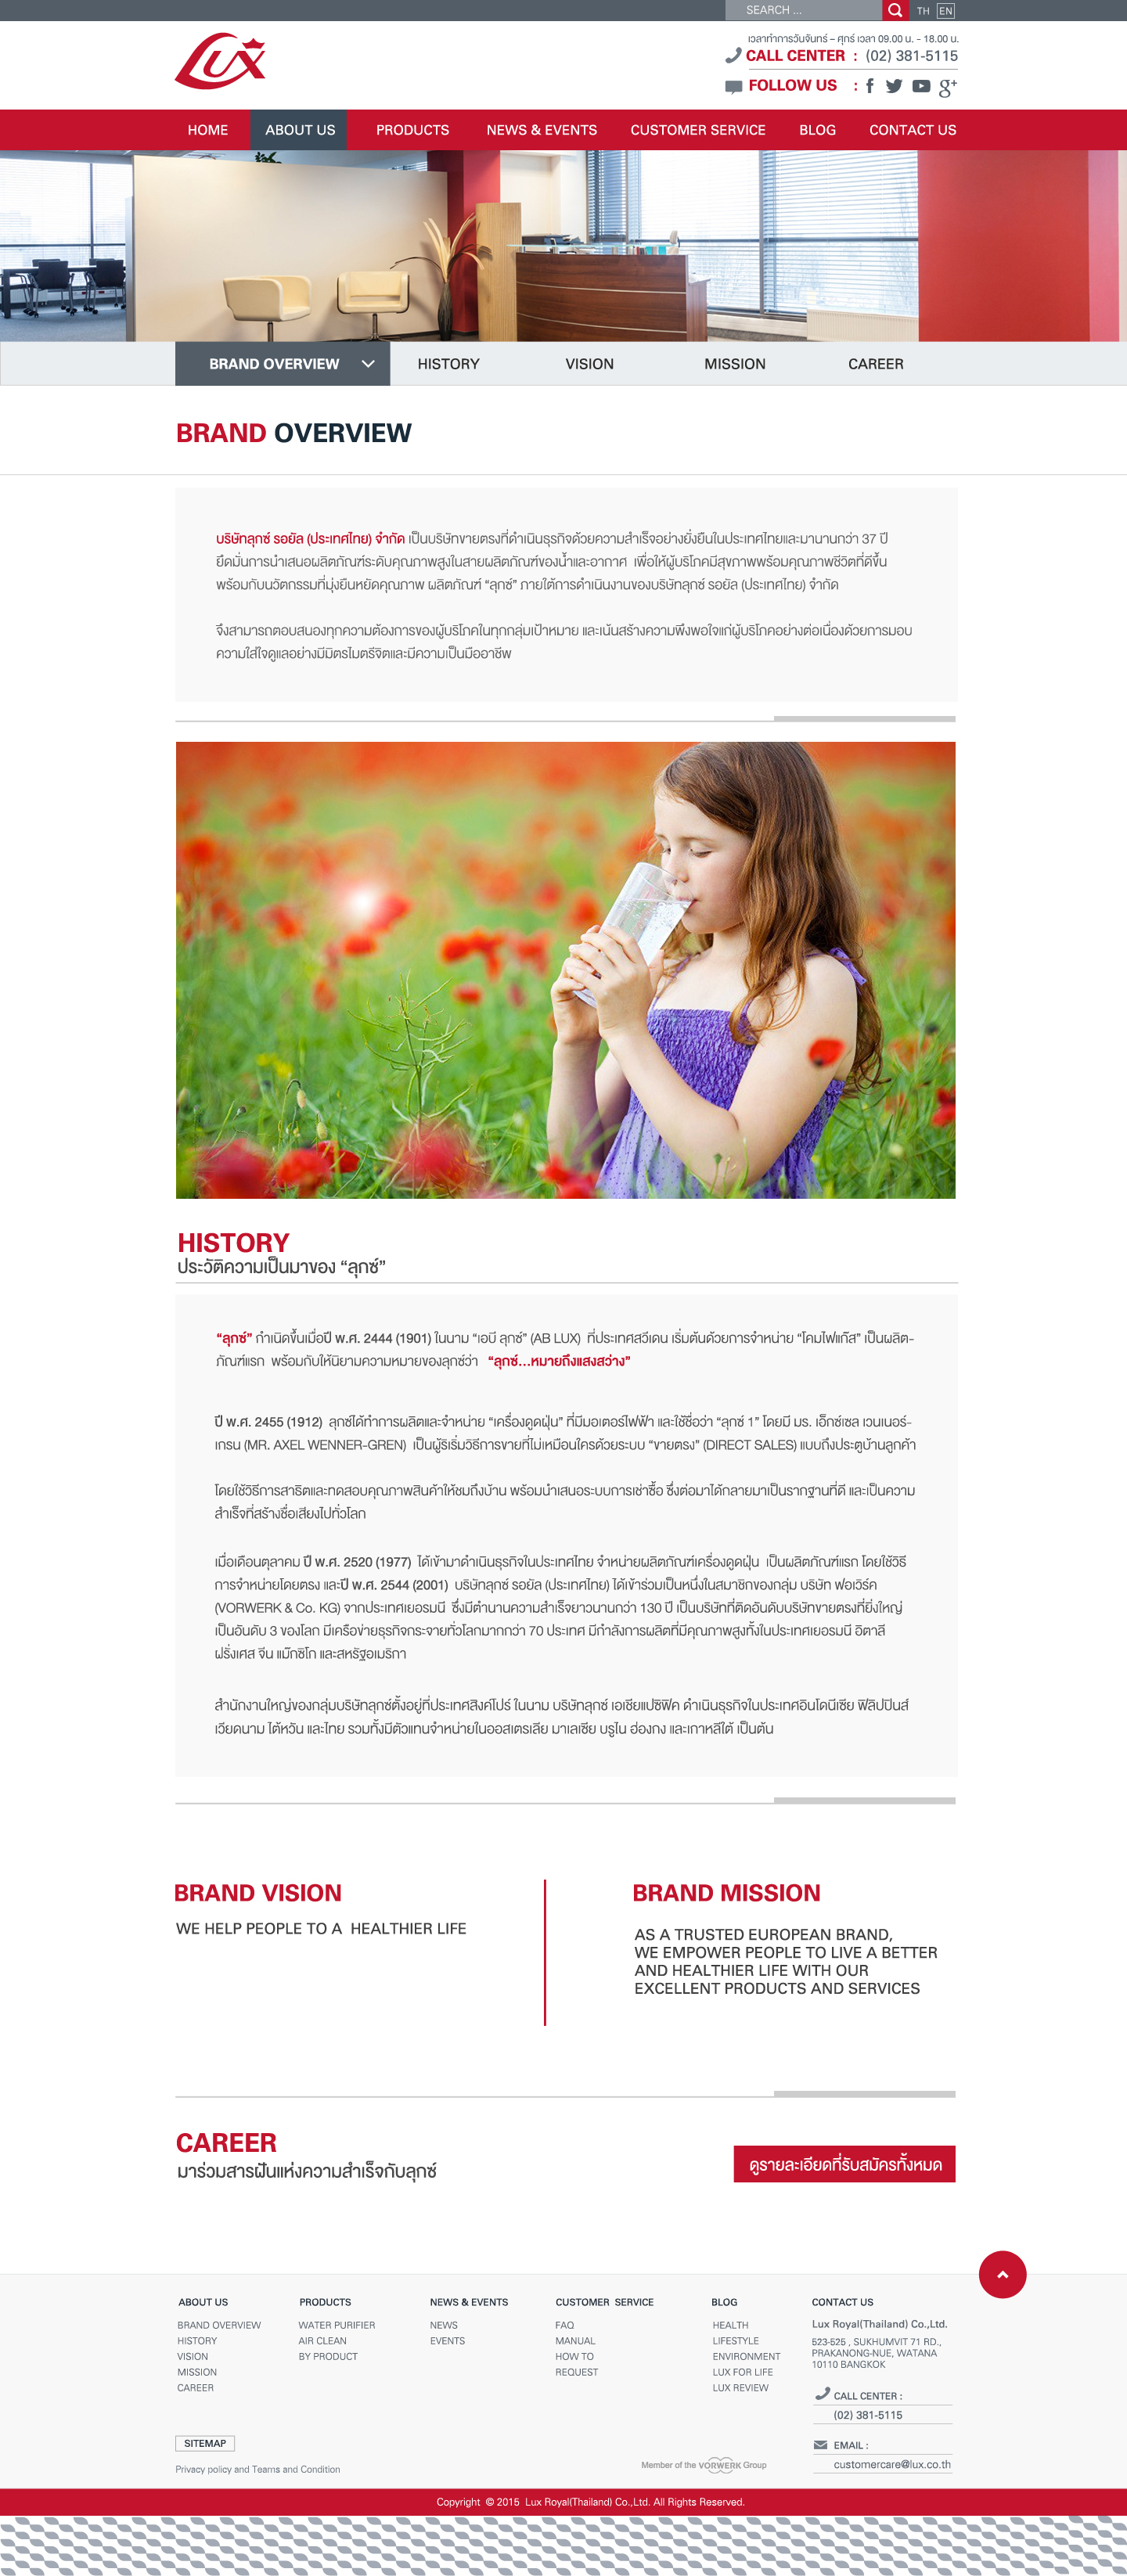 SEARCH ...
TH EN
LUX
เวลาทำการวันจันทร์ – ศุกร์ เวลา 09.00 น. - 18.00 น.
CALL CENTER : (02) 381-5115
FOLLOW US :
HOME ABOUT US PRODUCTS NEWS & EVENTS CUSTOMER SERVICE BLOG CONTACT US
BRAND OVERVIEW HISTORY VISION MISSION CAREER
BRAND OVERVIEW
บริษัทลุกซ์ รอยัล (ประเทศไทย) จำกัด เป็นบริษัทขายตรงที่ดำเนินธุรกิจด้วยความสำเร็จอย่างยั่งยืนในประเทศไทยและมานานกว่า 37 ปี
ยึดมั่นการนำเสนอผลิตภัณฑ์ระดับคุณภาพสูงในสายผลิตภัณฑ์ของน้ำและอากาศ เพื่อให้ผู้บริโภคมีสุขภาพพร้อมคุณภาพชีวิตที่ดีขึ้น
พร้อมกับนวัตกรรมที่มุ่งยืนหยัดคุณภาพ ผลิตภัณฑ์ “ลุกซ์” ภายใต้การดำเนินงานของบริษัทลุกซ์ รอยัล (ประเทศไทย) จำกัด
จึงสามารถตอบสนองทุกความต้องการของผู้บริโภคในทุกกลุ่มเป้าหมาย และเน้นสร้างความพึงพอใจแก่ผู้บริโภคอย่างต่อเนื่องด้วยการมอบ
ความใส่ใจดูแลอย่างมีมิตรไมตรีจิตและมีความเป็นมืออาชีพ
HISTORY
ประวัติความเป็นมาของ “ลุกซ์”
“ลุกซ์” กำเนิดขึ้นเมื่อปี พ.ศ. 2444 (1901) ในนาม “เอบี ลุกซ์” (AB LUX) ที่ประเทศสวีเดน เริ่มต้นด้วยการจำหน่าย “โคมไฟแก๊ส” เป็นผลิต-
ภัณฑ์แรก พร้อมกับให้นิยามความหมายของลุกซ์ว่า “ลุกซ์...หมายถึงแสงสว่าง”
ปี พ.ศ. 2455 (1912) ลุกซ์ได้ทำการผลิตและจำหน่าย “เครื่องดูดฝุ่น” ที่มีมอเตอร์ไฟฟ้า และใช้ชื่อว่า “ลุกซ์ 1” โดยมี มร. เอ็กซ์เซล เวนเนอร์-
เกรน (MR. AXEL WENNER-GREN) เป็นผู้ริเริ่มวิธีการขายที่ไม่เหมือนใครด้วยระบบ “ขายตรง” (DIRECT SALES) แบบถึงประตูบ้านลูกค้า
โดยใช้วิธีการสาธิตและทดสอบคุณภาพสินค้าให้ชมถึงบ้าน พร้อมนำเสนอระบบการเช่าซื้อ ซึ่งต่อมาได้กลายมาเป็นรากฐานที่ดี และเป็นความ
สำเร็จที่สร้างชื่อเสียงไปทั่วโลก
เมื่อเดือนตุลาคม ปี พ.ศ. 2520 (1977) ได้เข้ามาดำเนินธุรกิจในประเทศไทย จำหน่ายผลิตภัณฑ์เครื่องดูดฝุ่น เป็นผลิตภัณฑ์แรก โดยใช้วิธี
การจำหน่ายโดยตรง และปี พ.ศ. 2544 (2001) บริษัทลุกซ์ รอยัล (ประเทศไทย) ได้เข้าร่วมเป็นหนึ่งในสมาชิกของกลุ่ม บริษัท ฟอเวิร์ค
(VORWERK & Co. KG) จากประเทศเยอรมนี ซึ่งมีตำนานความสำเร็จยาวนานกว่า 130 ปี เป็นบริษัทที่ติดอันดับบริษัทขายตรงที่ยิ่งใหญ่
เป็นอันดับ 3 ของโลก มีเครือข่ายธุรกิจกระจายทั่วโลกมากกว่า 70 ประเทศ มีกำลังการผลิตที่มีคุณภาพสูงทั้งในประเทศเยอรมนี อิตาลี
ฝรั่งเศส จีน แม๊กซิโก และสหรัฐอเมริกา
สำนักงานใหญ่ของกลุ่มบริษัทลุกซ์ตั้งอยู่ที่ประเทศสิงค์โปร์ ในนาม บริษัทลุกซ์ เอเชียแปซิฟิค ดำเนินธุรกิจในประเทศอินโดนีเซีย ฟิลิปปินส์
เวียดนาม ไต้หวัน และไทย รวมทั้งมีตัวแทนจำหน่ายในออสเตรเลีย มาเลเซีย บรูไน ฮ่องกง และเกาหลีใต้ เป็นต้น
BRAND VISION
WE HELP PEOPLE TO A HEALTHIER LIFE
BRAND MISSION
AS A TRUSTED EUROPEAN BRAND,
WE EMPOWER PEOPLE TO LIVE A BETTER
AND HEALTHIER LIFE WITH OUR
EXCELLENT PRODUCTS AND SERVICES
CAREER
มาร่วมสารฝันแห่งความสำเร็จกับลุกซ์
ดูรายละเอียดที่รับสมัครทั้งหมด
ABOUT US
BRAND OVERVIEW
HISTORY
VISION
MISSION
CAREER
PRODUCTS
WATER PURIFIER
AIR CLEAN
BY PRODUCT
NEWS & EVENTS
NEWS
EVENTS
CUSTOMER SERVICE
FAQ
MANUAL
HOW TO
REQUEST
BLOG
HEALTH
LIFESTYLE
ENVIRONMENT
LUX FOR LIFE
LUX REVIEW
CONTACT US
Lux Royal(Thailand) Co.,Ltd.
523-525 , SUKHUMVIT 71 RD.,
PRAKANONG-NUE, WATANA
10110 BANGKOK
CALL CENTER :
(02) 381-5115
EMAIL :
customercare@lux.co.th
SITEMAP
Privacy policy and Tearns and Condition
Member of the VORWERK Group
Copyright © 2015 Lux Royal(Thailand) Co.,Ltd. All Rights Reserved.